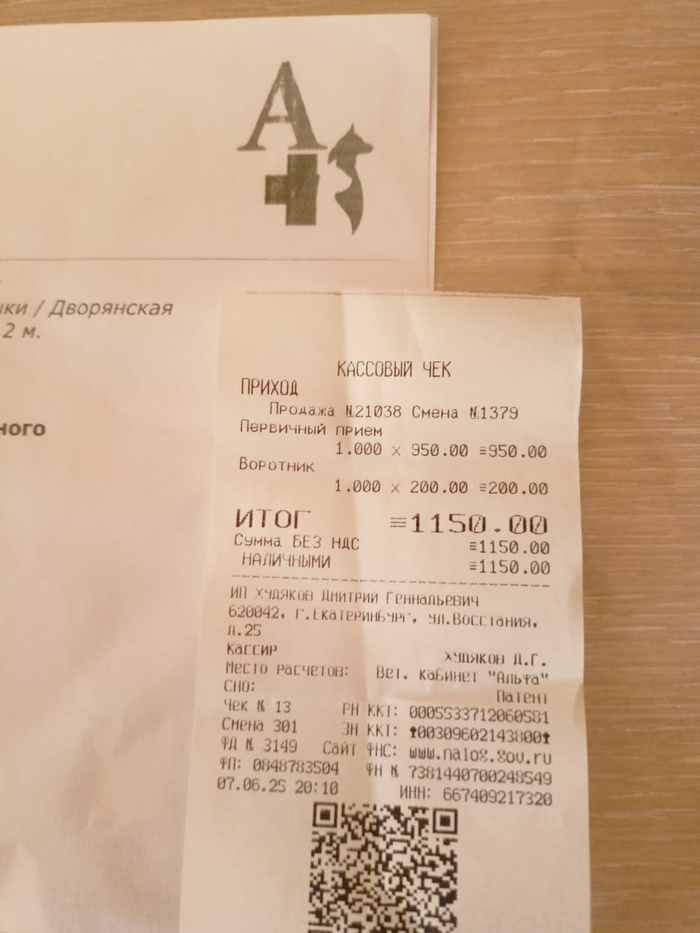 А
/ Дворянская
2 м.
ного
КАССОВЫЙ ЧЕК
ПРИХОД
Продажа №21038 Смена №1379
Первичный прием
1.000 × 950.00 ≡950.00
Воротник
1.000 × 200.00 ≡200.00
ИТОГ ≡1150.00
Сумма БЕЗ НДС ≡1150.00
НАЛИЧНЫМИ ≡1150.00
ИП Худяков Дмитрий Геннадьевич
620042, г.Екатеринбург, ул.Восстания,
д.25
Кассир Худяков Д.Г.
Место расчетов: Вет. кабинет "Альфа"
СНО: Патент
Чек № 13 РН ККТ: 0005533712060581
Смена 301 ЗН ККТ: ↑00309602143800↑
ФД № 3149 Сайт ФНС: www.nalog.gov.ru
ФП: 0848783504 ФН № 7381440700248549
07.06.25 20:10 ИНН: 667409217320